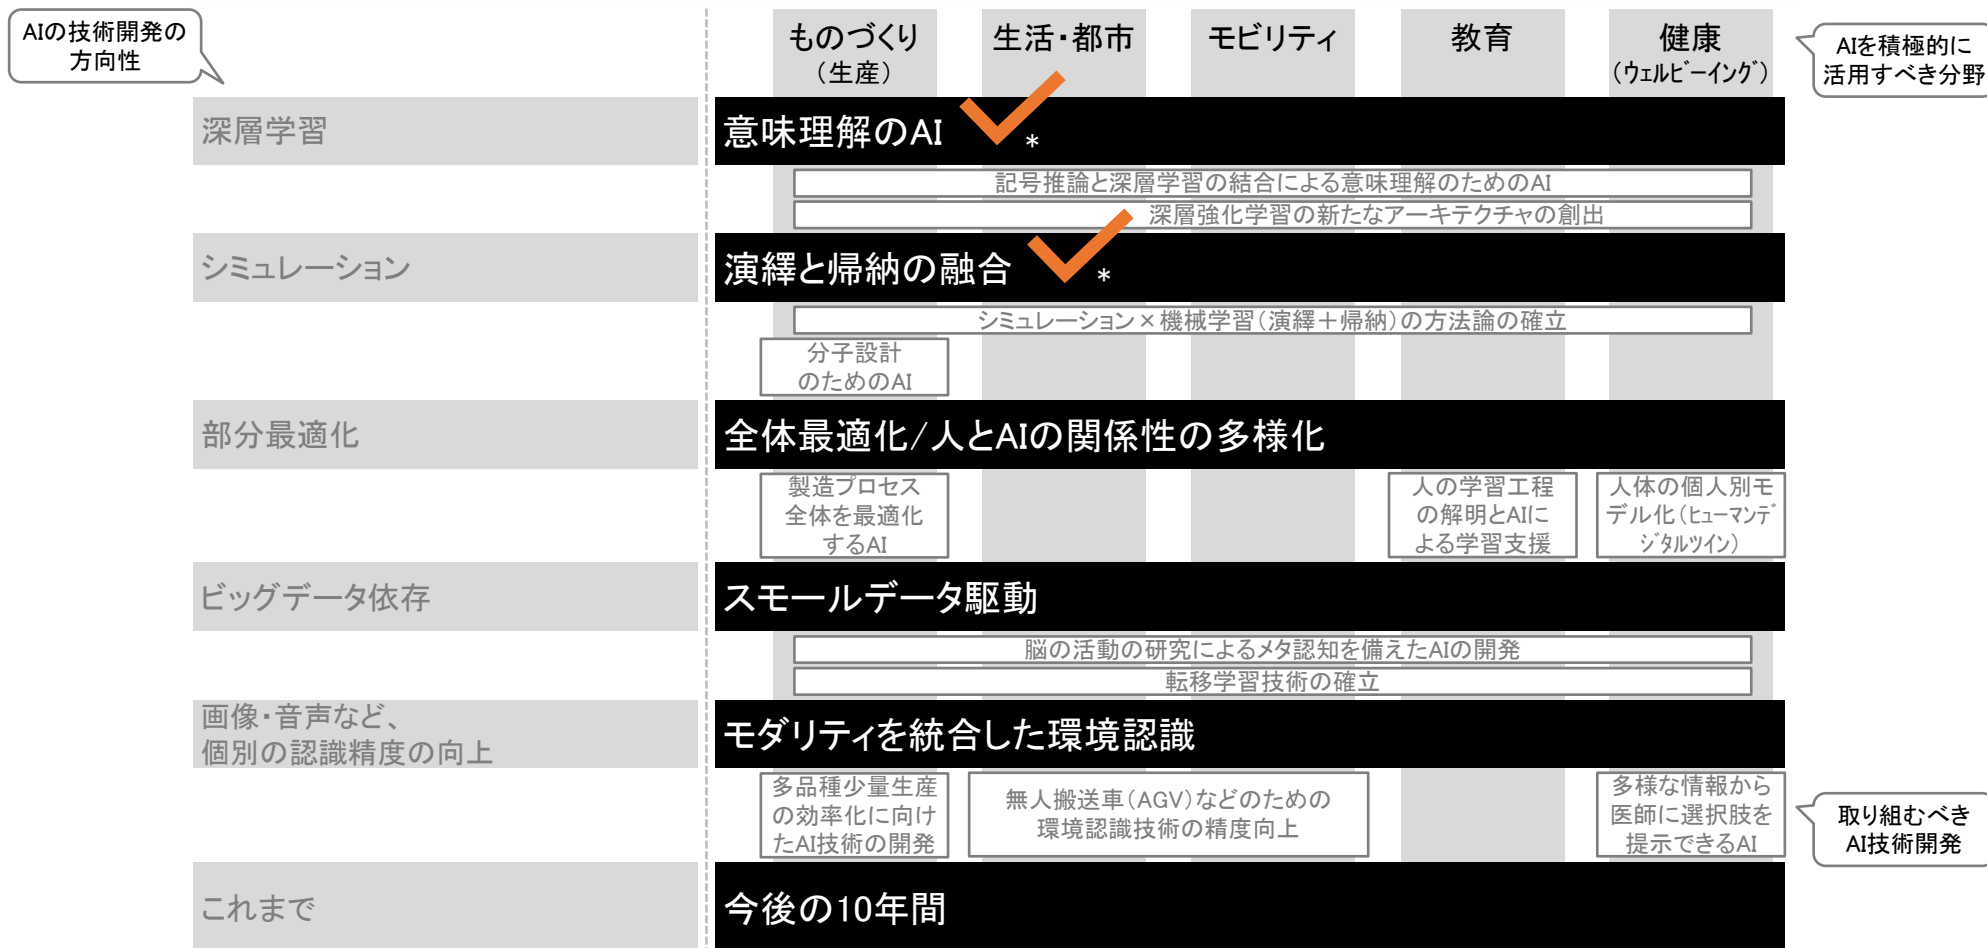 AIの技術開発の
方向性
ものづくり
（生産）
生活・都市
モビリティ
教育
健康
（ウェルビーイング）
AIを積極的に
活用すべき分野
深層学習
意味理解のAI
*
記号推論と深層学習の結合による意味理解のためのAI
深層強化学習の新たなアーキテクチャの創出
シミュレーション
演繹と帰納の融合
*
シミュレーション×機械学習（演繹＋帰納）の方法論の確立
分子設計
のためのAI
部分最適化
全体最適化/人とAIの関係性の多様化
製造プロセス
全体を最適化
するAI
人の学習工程
の解明とAIに
よる学習支援
人体の個人別モ
デル化（ヒューマンデ
ジタルツイン）
ビッグデータ依存
スモールデータ駆動
脳の活動の研究によるメタ認知を備えたAIの開発
転移学習技術の確立
画像・音声など、
個別の認識精度の向上
モダリティを統合した環境認識
多品種少量生産
の効率化に向け
たAI技術の開発
無人搬送車（AGV）などのための
環境認識技術の精度向上
多様な情報から
医師に選択肢を
提示できるAI
取り組むべき
AI技術開発
これまで
今後の10年間